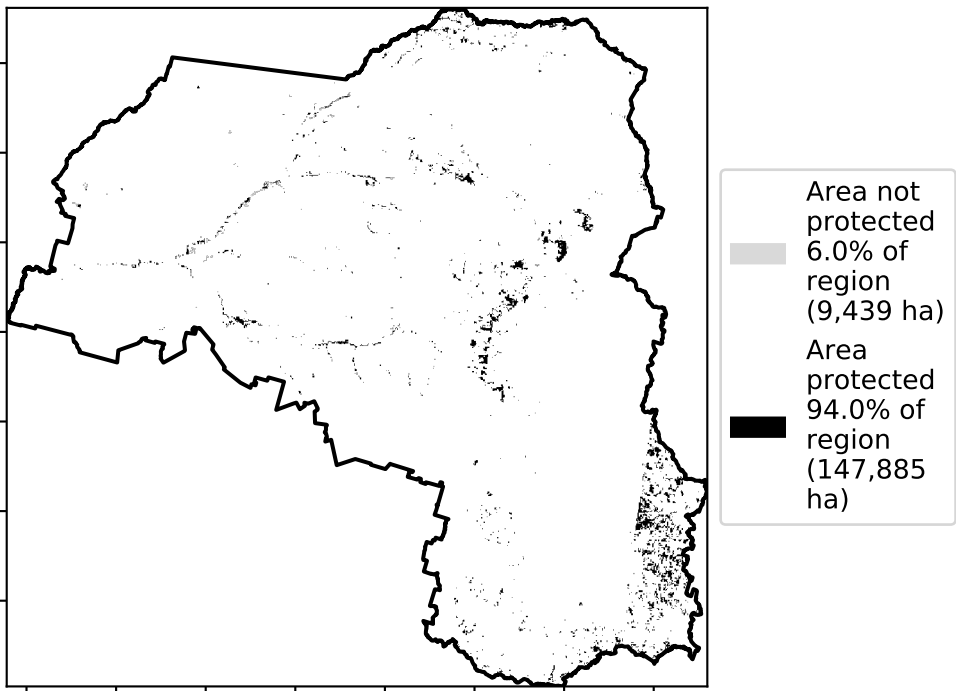 Area not
protected
6.0% of
region
(9,439 ha)
Area
protected
94.0% of
region
(147,885
ha)